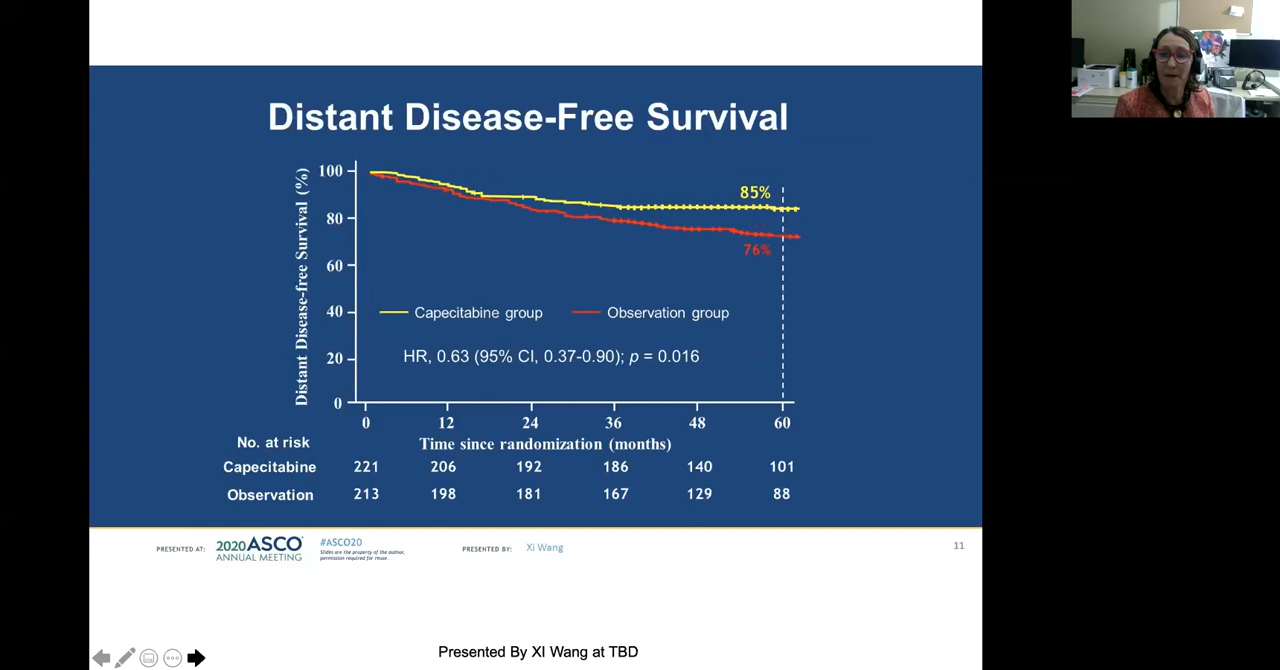 Distant Disease-Free Survival
Distant Disease-free Survival (%)
100
80
60
40
20
0
85%
76%
Capecitabine group
Observation group
HR, 0.63 (95% CI, 0.37-0.90); p = 0.016
0 12 24 36 48 60
Time since randomization (months)
No. at risk
Capecitabine 221 206 192 186 140 101
Observation 213 198 181 167 129 88
PRESENTED AT:
2020 ASCO
ANNUAL MEETING
#ASCO20
Slides are the property of the author,
permission required for reuse.
PRESENTED BY: Xi Wang
11
Presented By XI Wang at TBD